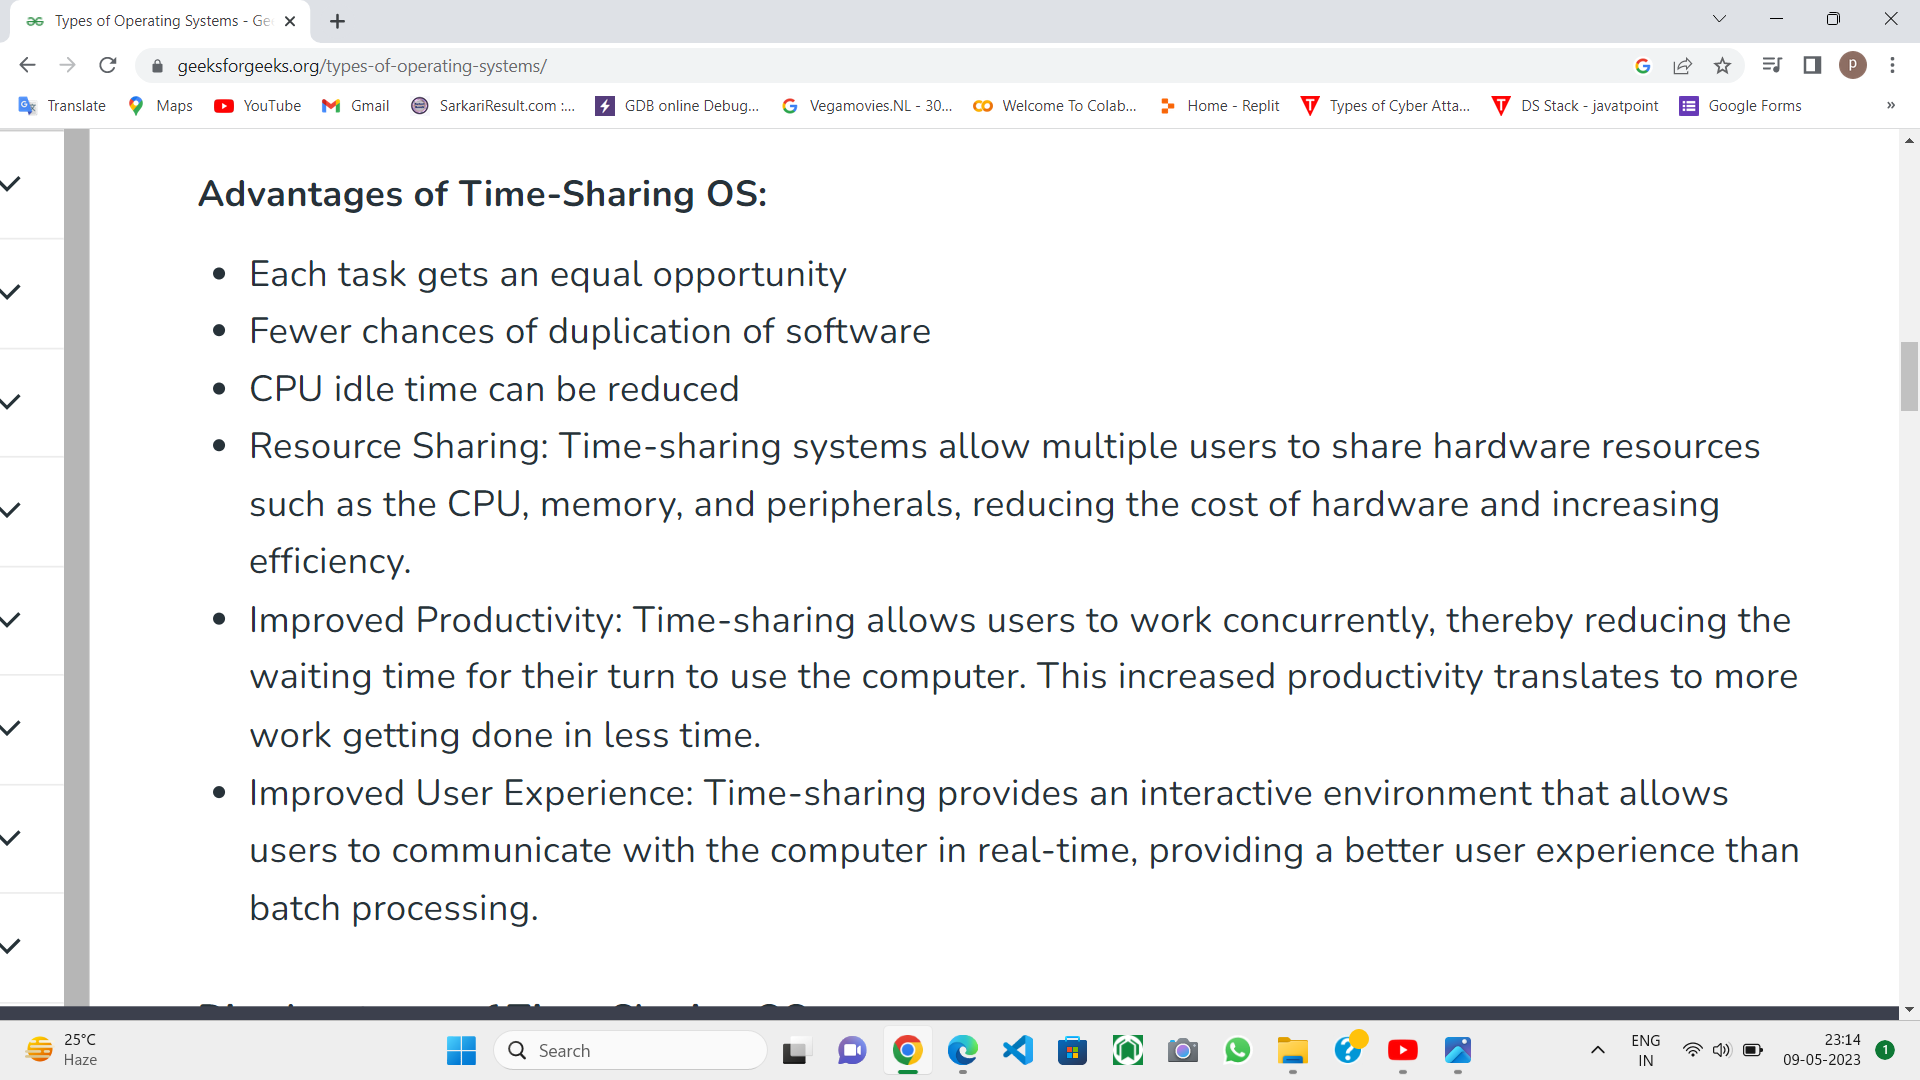 Types of Operating Systems - Ge
geeksforgeeks.org/types-of-operating-systems/
P
Translate
Maps
YouTube
Gmail
SarkariResult.com :...
GDB online Debug...
Vegamovies.NL - 30...
Welcome To Colab...
Home - Replit
Types of Cyber Atta...
DS Stack - javatpoint
Google Forms
»
Advantages of Time-Sharing OS:
• Each task gets an equal opportunity
• Fewer chances of duplication of software
• CPU idle time can be reduced
• Resource Sharing: Time-sharing systems allow multiple users to share hardware resources
such as the CPU, memory, and peripherals, reducing the cost of hardware and increasing
efficiency.
• Improved Productivity: Time-sharing allows users to work concurrently, thereby reducing the
waiting time for their turn to use the computer. This increased productivity translates to more
work getting done in less time.
• Improved User Experience: Time-sharing provides an interactive environment that allows
users to communicate with the computer in real-time, providing a better user experience than
batch processing.
25°C
Haze
Search
ENG
IN
23:14
09-05-2023
1